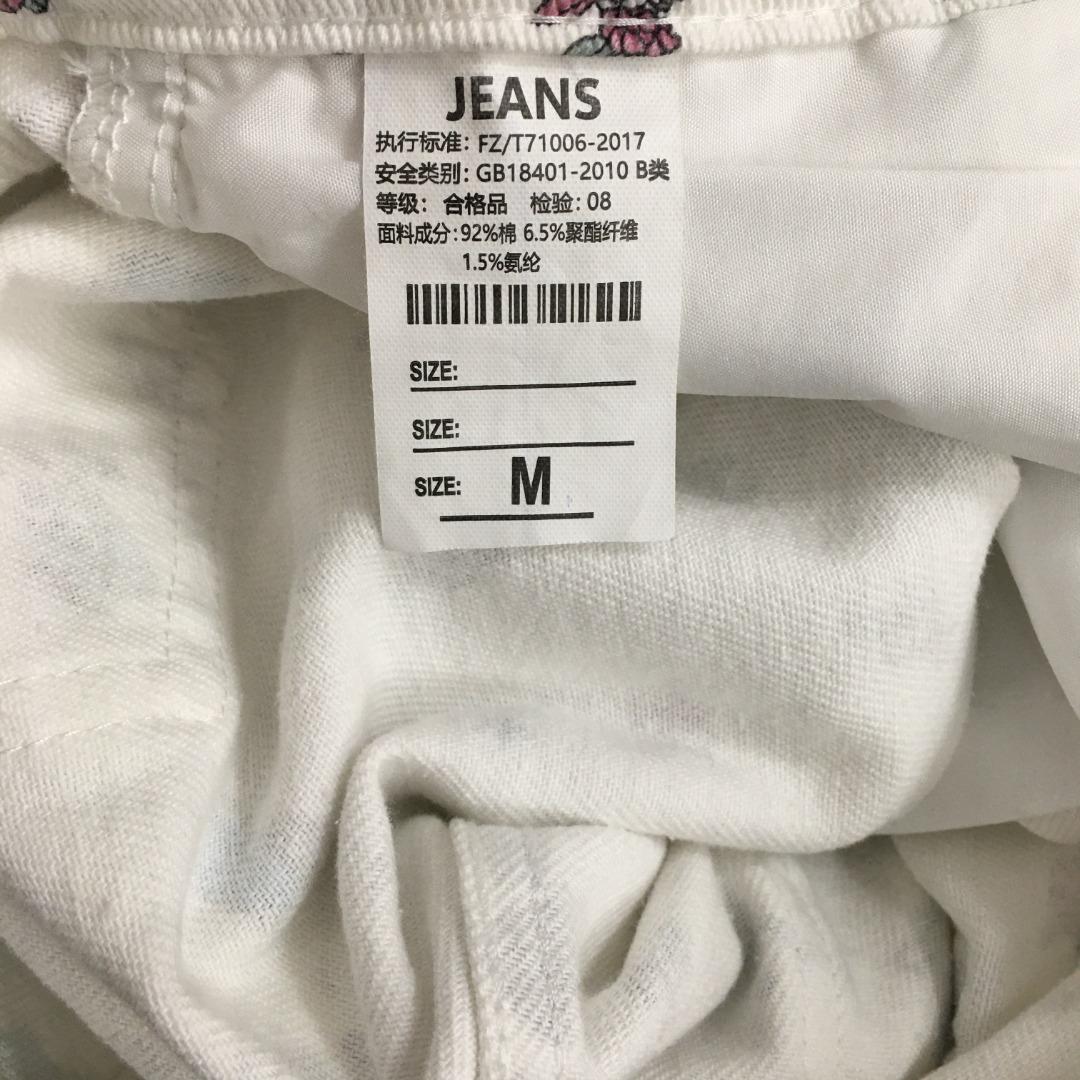 JEANS
执行标准: FZ/T71006-2017
安全类别: GB18401-2010 B类
等级: 合格品 检验: 08
面料成分: 92%棉 6.5%聚酯纤维
1.5%氨纶
SIZE:
SIZE:
SIZE: M